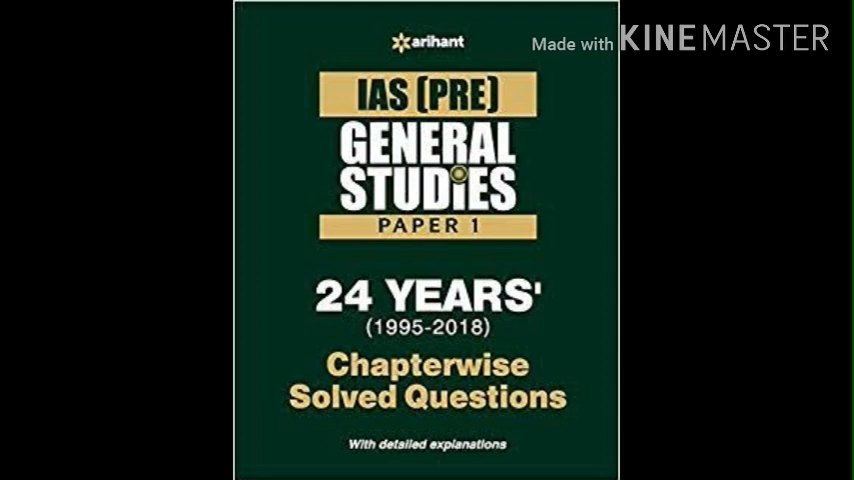 arihant
Made with KINEMASTER
IAS (PRE)
GENERAL
STUDIES
PAPER 1
24 YEARS'
(1995-2018)
Chapterwise
Solved Questions
With detailed explanations